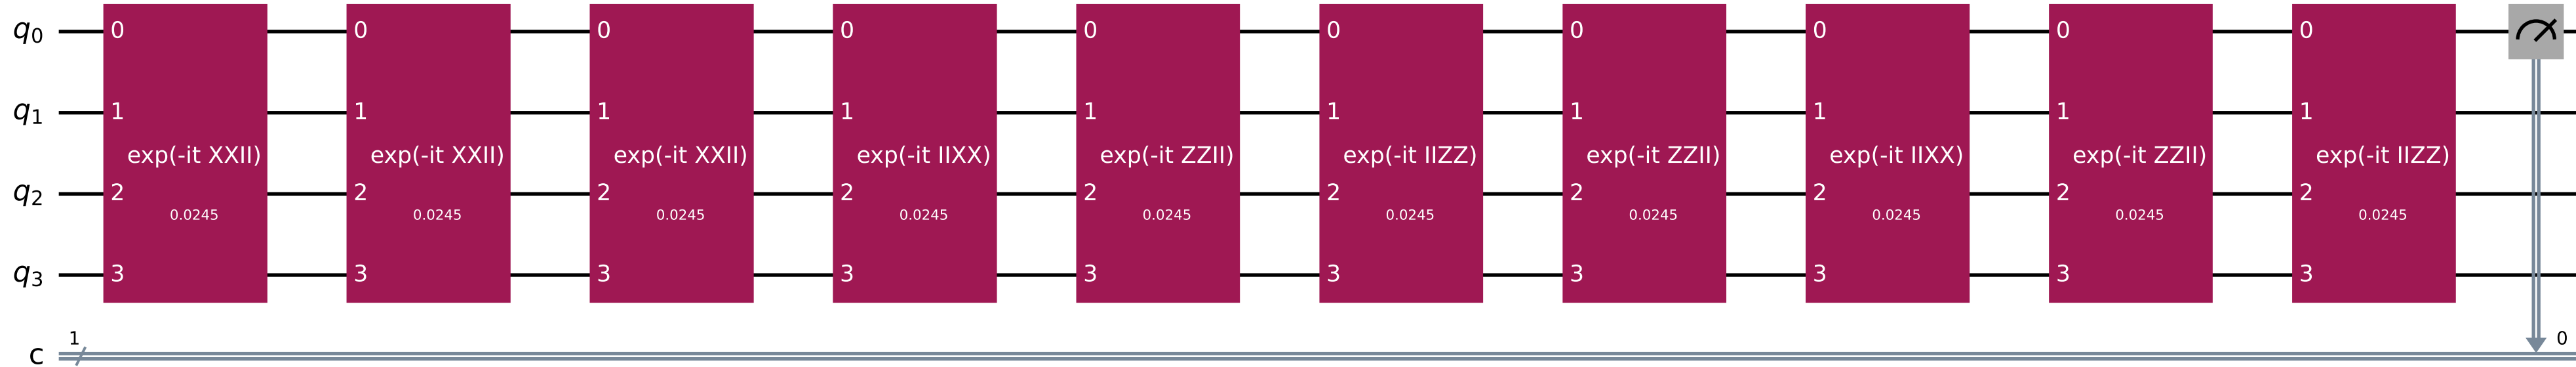 q0 0 0 0 0 0 0 0 0 0 0
q1 1 1 1 1 1 1 1 1 1 1
exp(-it XXII) exp(-it XXII) exp(-it XXII) exp(-it IIXX) exp(-it ZZII) exp(-it IIZZ) exp(-it ZZII) exp(-it IIXX) exp(-it ZZII) exp(-it IIZZ)
q2 2 2 2 2 2 2 2 2 2 2
0.0245 0.0245 0.0245 0.0245 0.0245 0.0245 0.0245 0.0245 0.0245 0.0245
q3 3 3 3 3 3 3 3 3 3 3
1 0
c